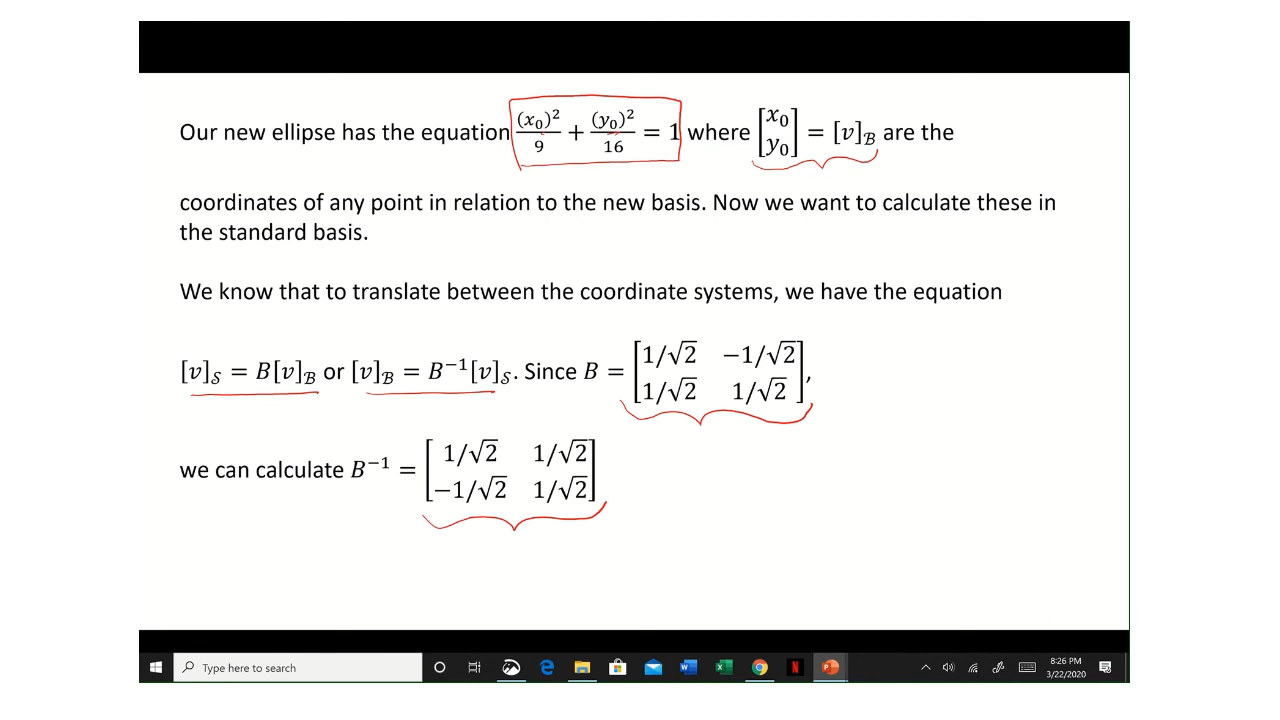 Our new ellipse has the equation (x₀)²/9 + (y₀)²/16 = 1 where [x₀ y₀] = [v]_ℬ are the
coordinates of any point in relation to the new basis. Now we want to calculate these in
the standard basis.
We know that to translate between the coordinate systems, we have the equation
[v]_𝒮 = B[v]_ℬ or [v]_ℬ = B⁻¹[v]_𝒮. Since B = [1/√2 −1/√2 1/√2 1/√2],
we can calculate B⁻¹ = [1/√2 1/√2 −1/√2 1/√2]
Type here to search
8:26 PM
3/22/2020